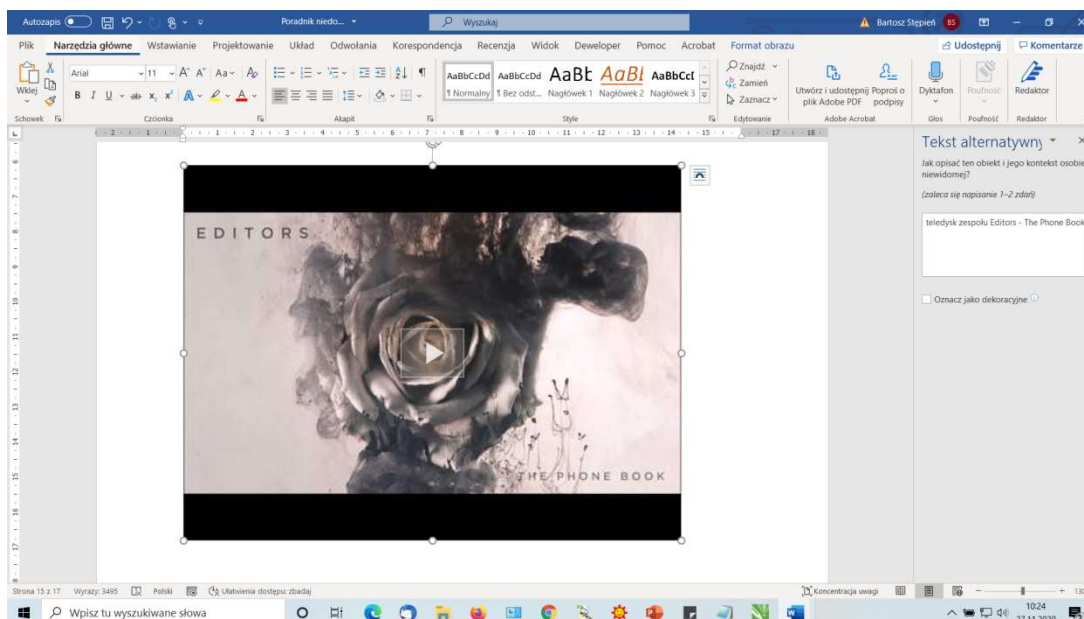 Autozapis
Poradnik niedo...
Wyszukaj
Bartosz Stępień BS
Plik Narzędzia główne Wstawianie Projektowanie Układ Odwołania Korespondencja Recenzja Widok Deweloper Pomoc Acrobat Format obrazu Udostępnij Komentarze
Wklej
Arial 11
AaBbCcDd AaBbCcDd AaBb AaBl AaBbCcI
¶ Normalny ¶ Bez odst... Nagłówek 1 Nagłówek 2 Nagłówek 3
Znajdź
Zamień
Zaznacz
Utwórz i udostępnij plik Adobe PDF
Poproś o podpisy
Dyktafon
Poufność
Redaktor
Schowek Czcionka Akapit Style Edytowanie Adobe Acrobat Głos Poufność Redaktor
Tekst alternatywny
Jak opisać ten obiekt i jego kontekst osobie
niewidomej?
(zaleca się napisanie 1–2 zdań)
teledysk zespołu Editors - The Phone Book
Oznacz jako dekoracyjne
EDITORS
THE PHONE BOOK
Strona 15 z 17 Wyrazy: 3495 Polski Ułatwienia dostępu: zbadaj Koncentracja uwagi
Wpisz tu wyszukiwane słowa
10:24
27.11.2020